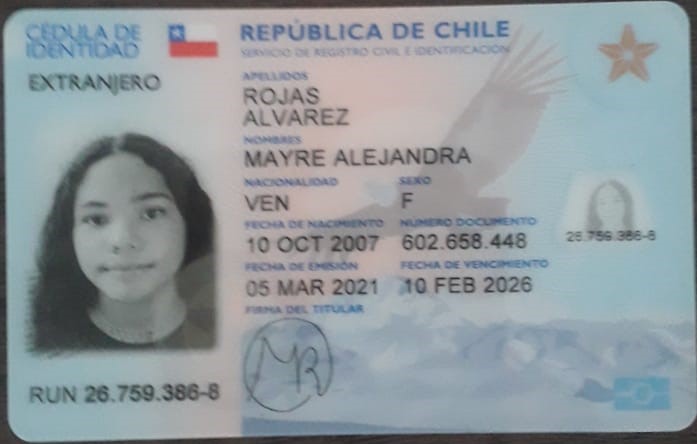 CÉDULA DE
IDENTIDAD
REPÚBLICA DE CHILE
SERVICIO DE REGISTRO CIVIL E IDENTIFICACIÓN
EXTRANJERO
APELLIDOS
ROJAS
ALVAREZ
NOMBRES
MAYRE ALEJANDRA
NACIONALIDAD SEXO
VEN F
FECHA DE NACIMIENTO NÚMERO DOCUMENTO
10 OCT 2007 602.658.448
26.759.386-8
FECHA DE EMISIÓN FECHA DE VENCIMIENTO
05 MAR 2021 10 FEB 2026
FIRMA DEL TITULAR
MR
RUN 26.759.386-8